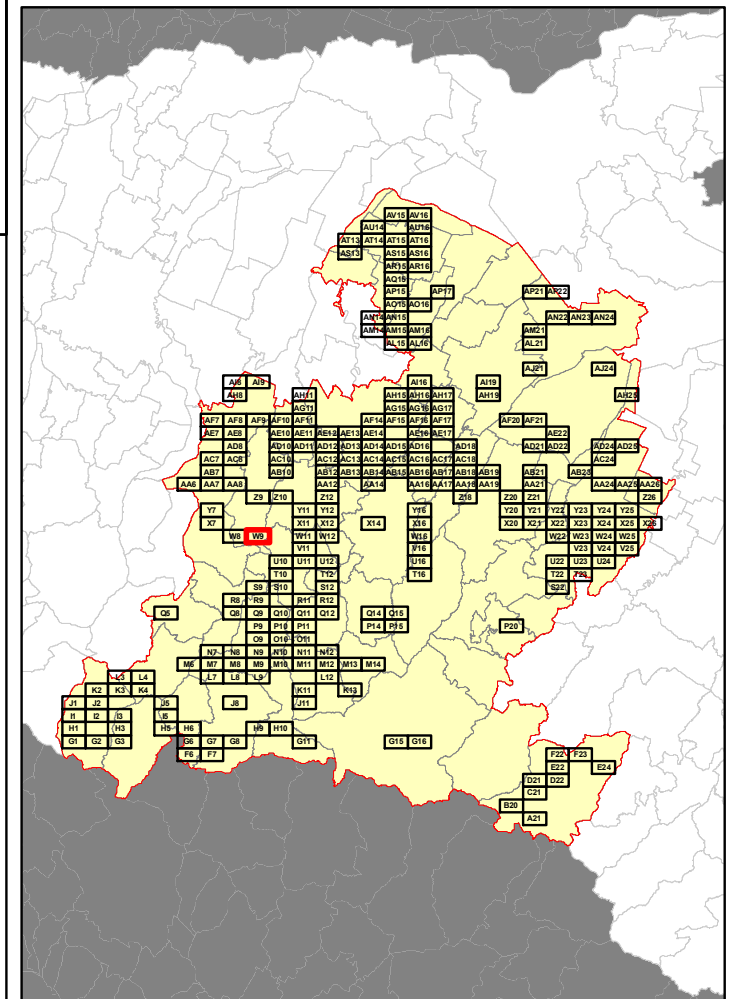 AV15 AV16
AU14 AU16
AT13 AT14 AT15 AT16
AS13 AS15 AS16
AR15 AR16
AQ15
AP15 AP17 AP21 AP22
AO15 AO16
AN14 AN15 AN22 AN23 AN24
AM14 AM15 AM16 AM21
AL15 AL16 AL21
AJ21 AJ24
AI8 AI9 AI16 AI19
AH8 AH11 AH15 AH16 AH17 AH19 AH25
AG11 AG15 AG16 AG17
AF7 AF8 AF9 AF10 AF11 AF14 AF15 AF16 AF17 AF20 AF21
AE7 AE8 AE10 AE11 AE12 AE13 AE14 AE16 AE17 AE22
AD8 AD10 AD11 AD12 AD13 AD14 AD15 AD16 AD18 AD21 AD22 AD24 AD25
AC7 AC8 AC10 AC12 AC13 AC14 AC15 AC16 AC17 AC18 AC24
AB7 AB10 AB12 AB13 AB14 AB15 AB16 AB17 AB18 AB19 AB21 AB23
AA6 AA7 AA8 AA12 AA14 AA16 AA17 AA18 AA19 AA21 AA24 AA25 AA26
Z9 Z10 Z12 Z18 Z20 Z21 Z26
Y7 Y11 Y12 Y16 Y20 Y21 Y22 Y23 Y24 Y25
X7 X11 X12 X14 X16 X20 X21 X22 X23 X24 X25 X26
W8 W9 W11 W12 W16 W22 W23 W24 W25
V11 V16 V23 V24 V25
U10 U11 U12 U16 U22 U23 U24
T10 T12 T16 T22 T23
S9 S10 S12 S22
R8 R9 R11 R12
Q5 Q8 Q9 Q10 Q11 Q12 Q14 Q15
P9 P10 P11 P14 P15 P20
O9 O10 O11
N7 N8 N9 N10 N11 N12
M6 M7 M8 M9 M10 M11 M12 M13 M14
L3 L4 L7 L8 L9 L12
K2 K3 K4 K11 K13
J1 J2 J5 J8 J11
I1 I2 I3 I5
H1 H3 H5 H6 H9 H10
G1 G2 G3 G6 G7 G8 G11 G15 G16
F6 F7 F22 F23
E22 E24
D21 D22
C21
B20
A21